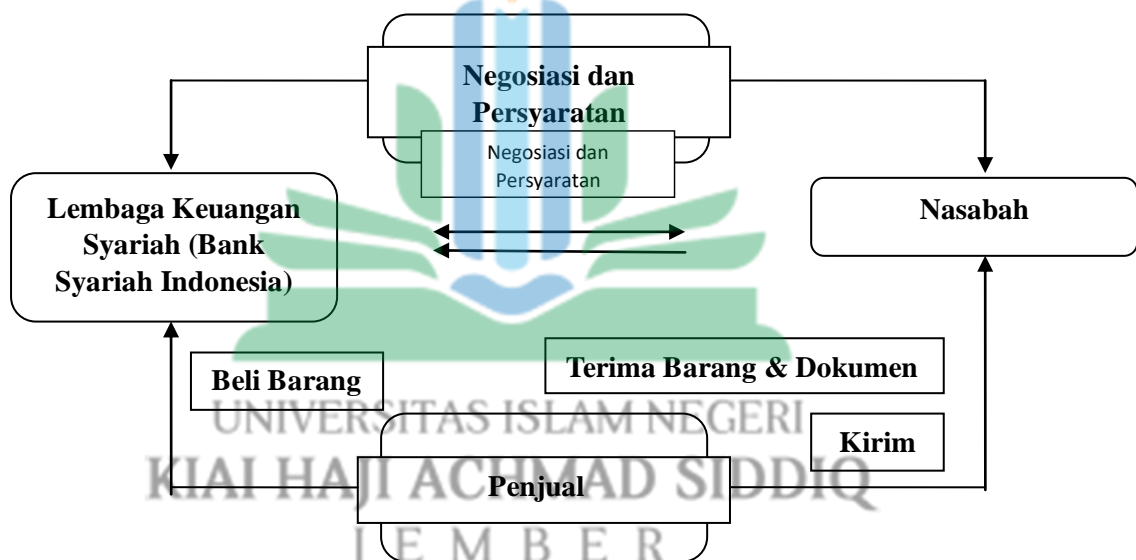 Negosiasi dan
Persyaratan
Negosiasi dan
Persyaratan
Lembaga Keuangan
Syariah (Bank
Syariah Indonesia)
Nasabah
Beli Barang
Terima Barang & Dokumen
UNIVERSITAS ISLAM NEGERI
Kirim
KIAI HAJI ACHMAD SIDDIQ
Penjual
JEMBER